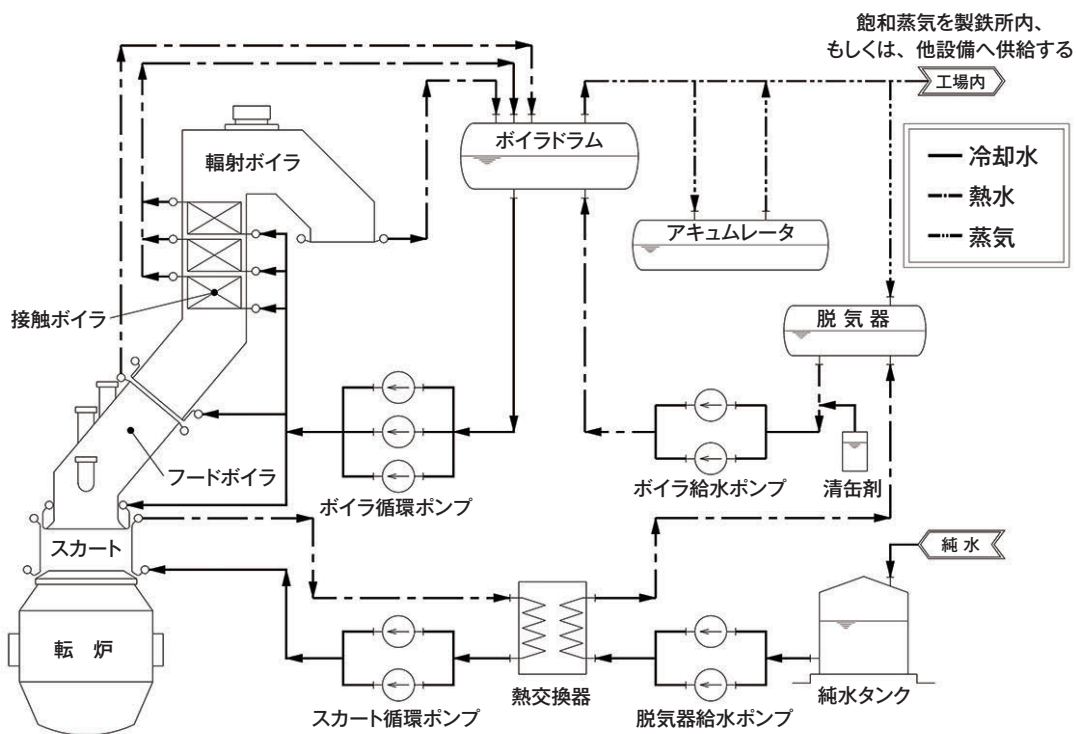 飽和蒸気を製鉄所内、
もしくは、他設備へ供給する
工場内
冷却水
熱水
蒸気
ボイラドラム
輻射ボイラ
アキュムレータ
脱気器
接触ボイラ
フードボイラ
ボイラ循環ポンプ
ボイラ給水ポンプ
清缶剤
スカート
純水
転炉
スカート循環ポンプ
熱交換器
脱気器給水ポンプ
純水タンク